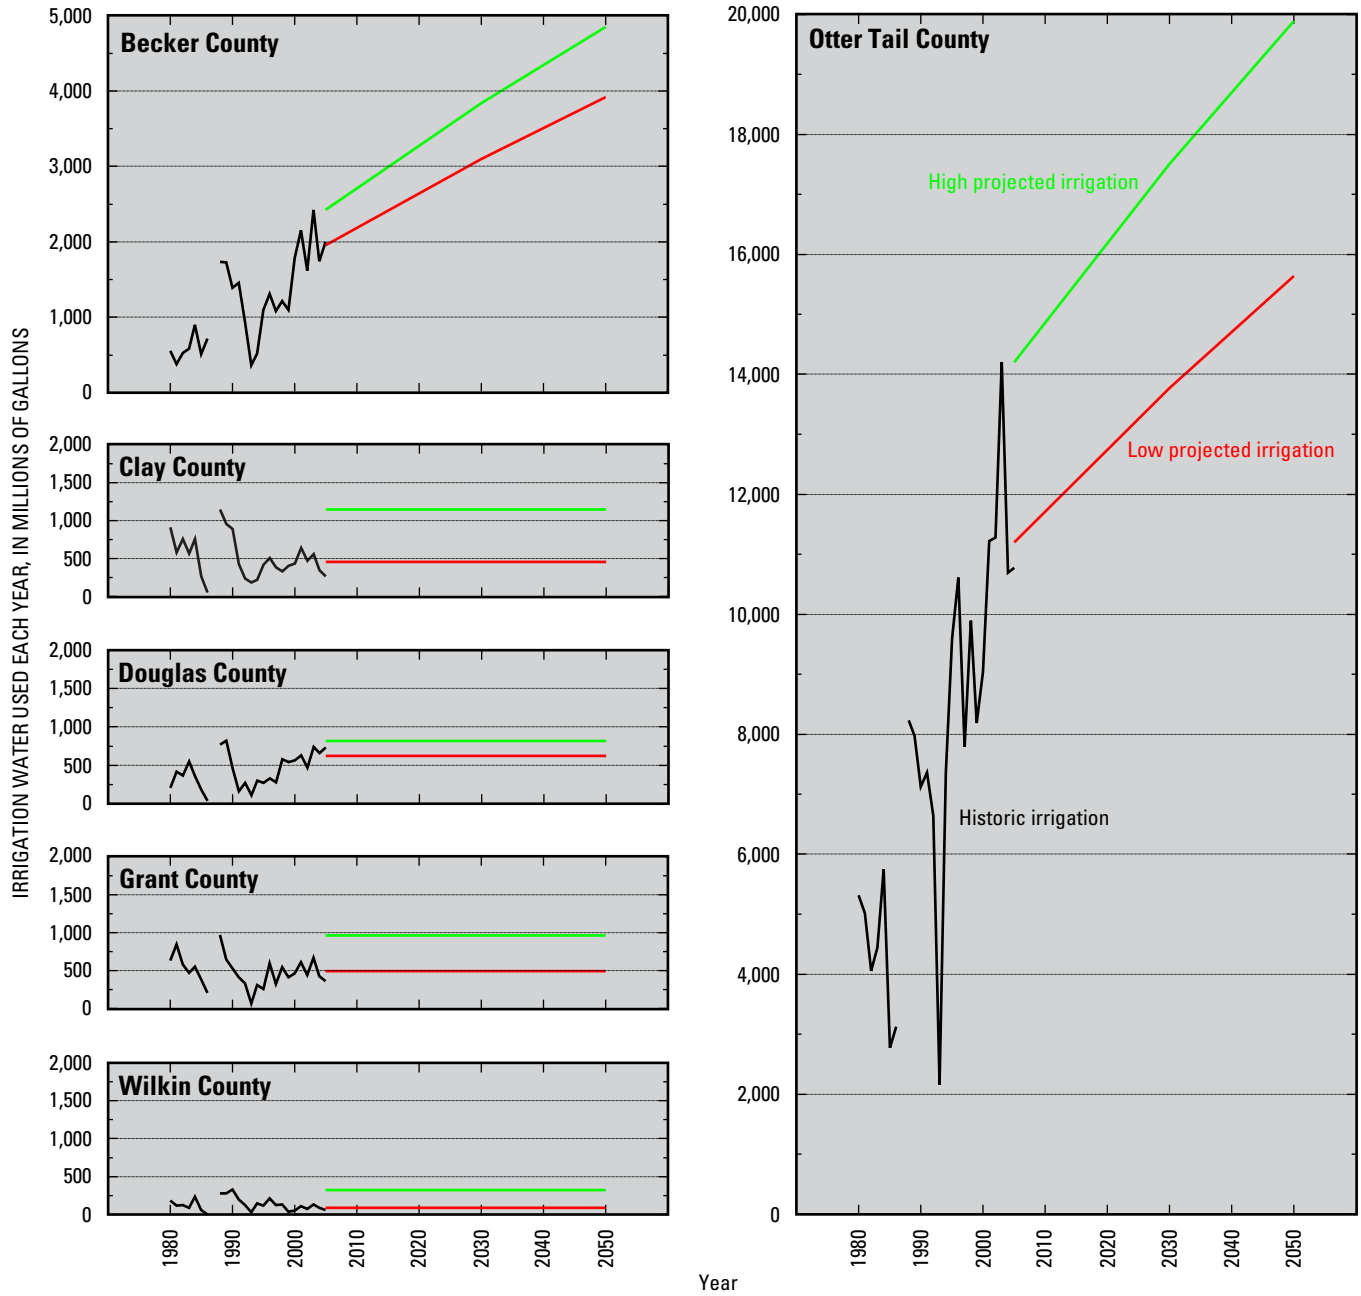 IRRIGATION WATER USED EACH YEAR, IN MILLIONS OF GALLONS
Becker County
5,000
4,000
3,000
2,000
1,000
0
Clay County
2,000
1,500
1,000
500
0
Douglas County
2,000
1,500
1,000
500
0
Grant County
2,000
1,500
1,000
500
0
Wilkin County
2,000
1,500
1,000
500
0
1980 1990 2000 2010 2020 2030 2040 2050
Otter Tail County
20,000
18,000
16,000
14,000
12,000
10,000
8,000
6,000
4,000
2,000
0
High projected irrigation
Low projected irrigation
Historic irrigation
1980 1990 2000 2010 2020 2030 2040 2050
Year